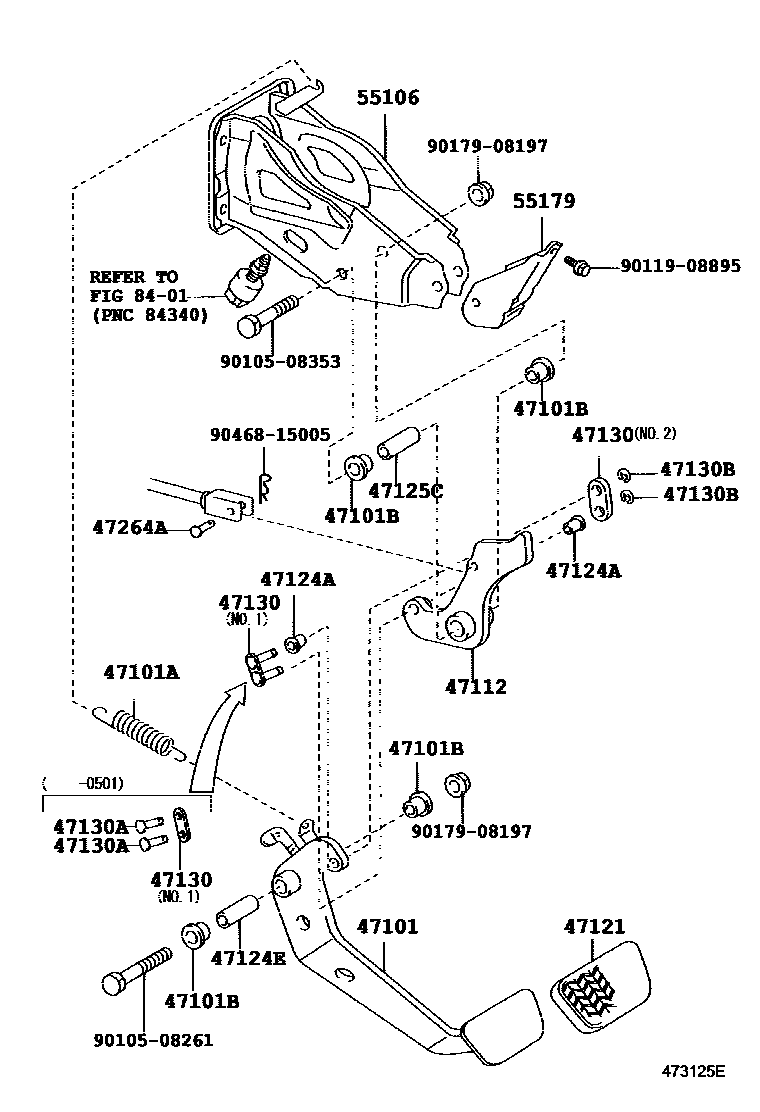 55106
90179-08197
55179
90119-08895
REFER TO
FIG 84-01
(PNC 84340)
90105-08353
47101B
90468-15005
47130(NO. 2)
47130B
47125C
47130B
47101B
47264A
47124A
47124A
47130
(NO. 1)
47101A
47112
47101B
( -0501)
47130A
90179-08197
47130A
47130
(NO. 1)
47101
47121
47124E
47101B
90105-08261
473125E